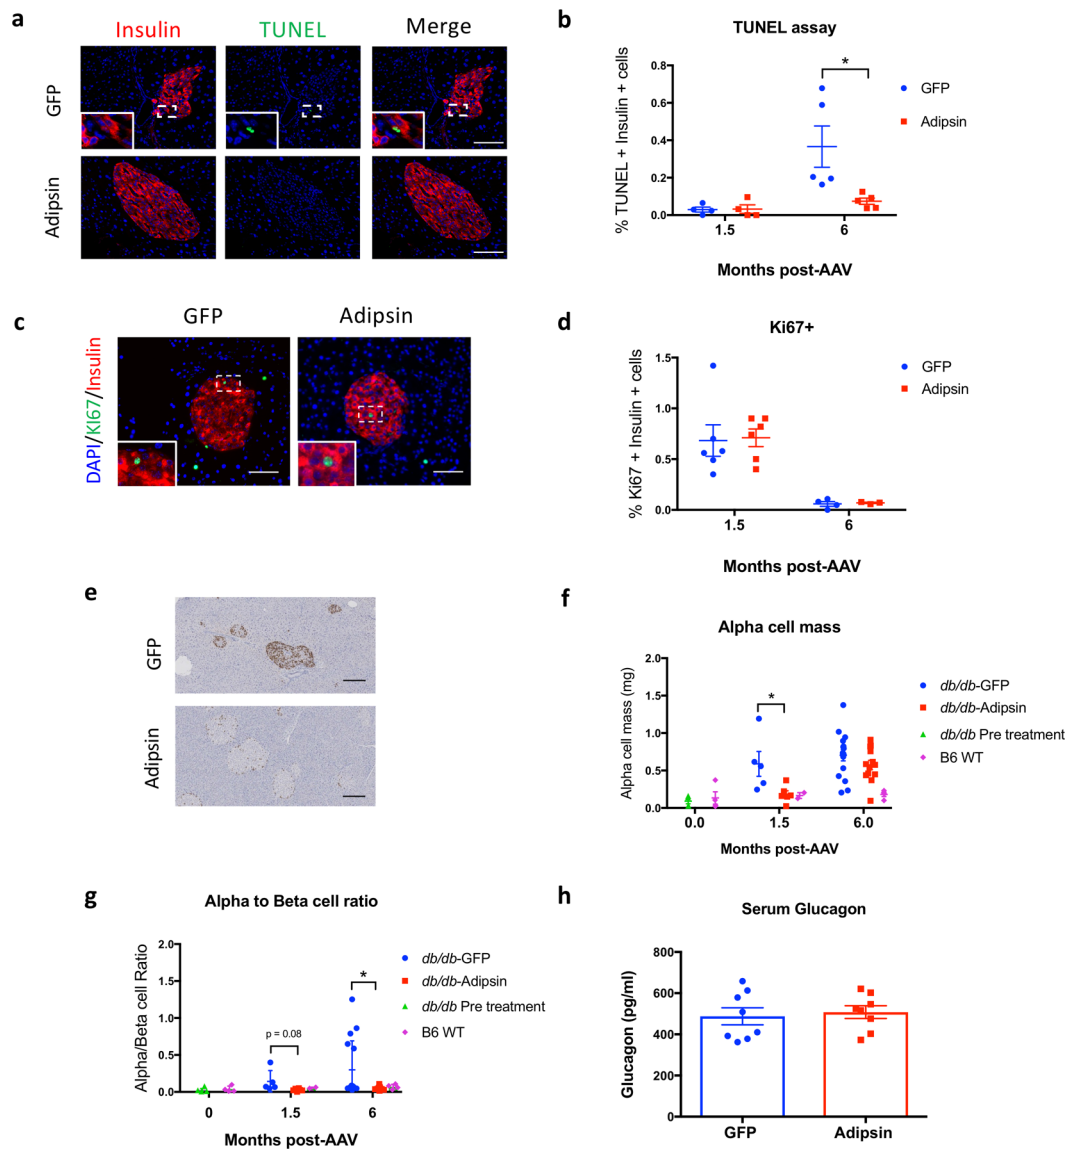 a
Insulin
TUNEL
Merge
GFP
Adipsin
b
TUNEL assay
% TUNEL + Insulin + cells
0.8
0.6
0.4
0.2
0.0
*
1.5
6
Months post-AAV
GFP
Adipsin
c
GFP
Adipsin
DAPI/KI67/Insulin
d
Ki67+
% Ki67 + Insulin + cells
1.5
1.0
0.5
0.0
1.5
6
Months post-AAV
GFP
Adipsin
e
GFP
Adipsin
f
Alpha cell mass
Alpha cell mass (mg)
2.0
1.5
1.0
0.5
0.0
*
0.0
1.5
6.0
Months post-AAV
db/db-GFP
db/db-Adipsin
db/db Pre treatment
B6 WT
g
Alpha to Beta cell ratio
Alpha/Beta cell Ratio
2.0
1.5
1.0
0.5
0.0
p = 0.08
*
0
1.5
6
Months post-AAV
db/db-GFP
db/db-Adipsin
db/db Pre treatment
B6 WT
h
Serum Glucagon
Glucagon (pg/ml)
800
600
400
200
0
GFP
Adipsin